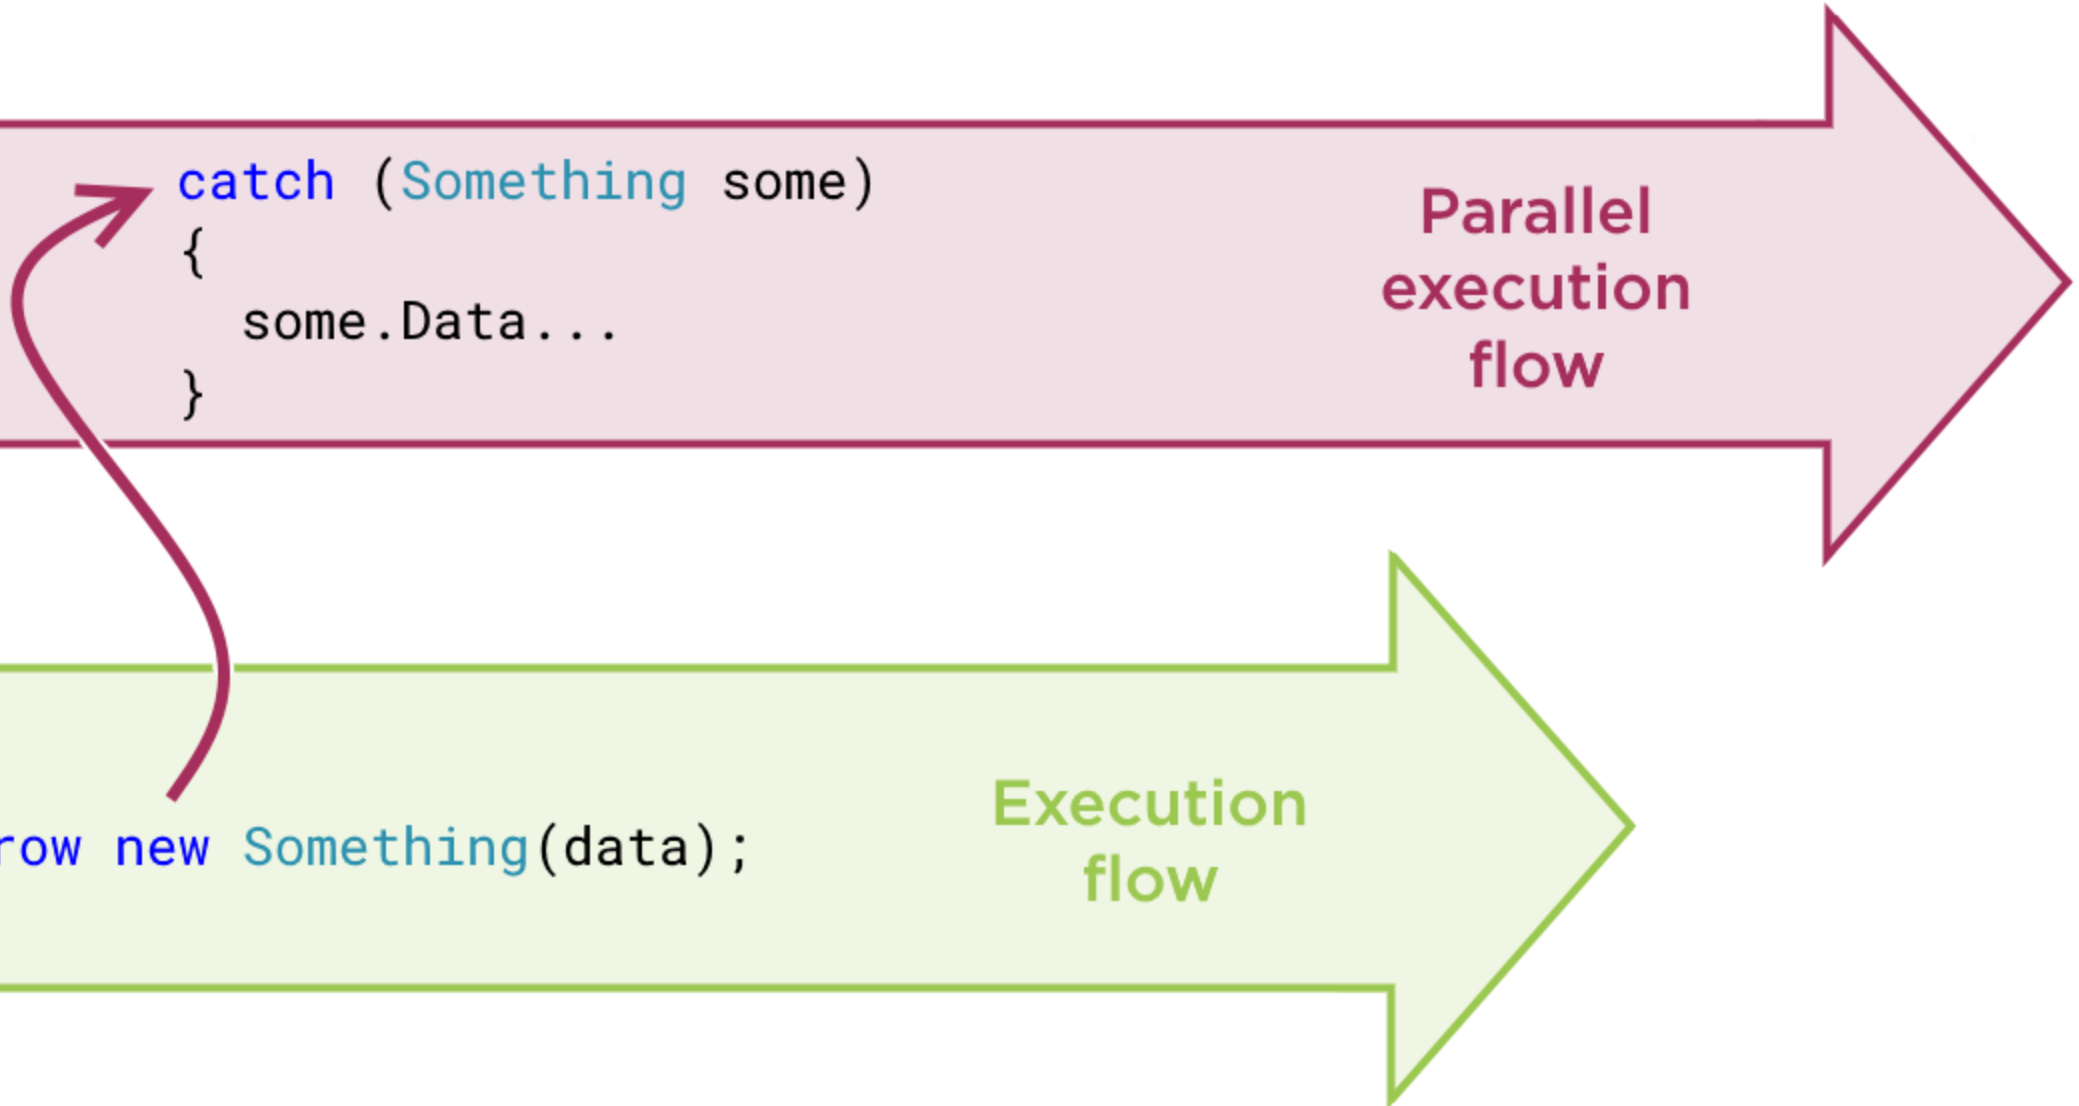 catch (Something some)
{
some.Data...
}
Parallel
execution
flow
row new Something(data);
Execution
flow